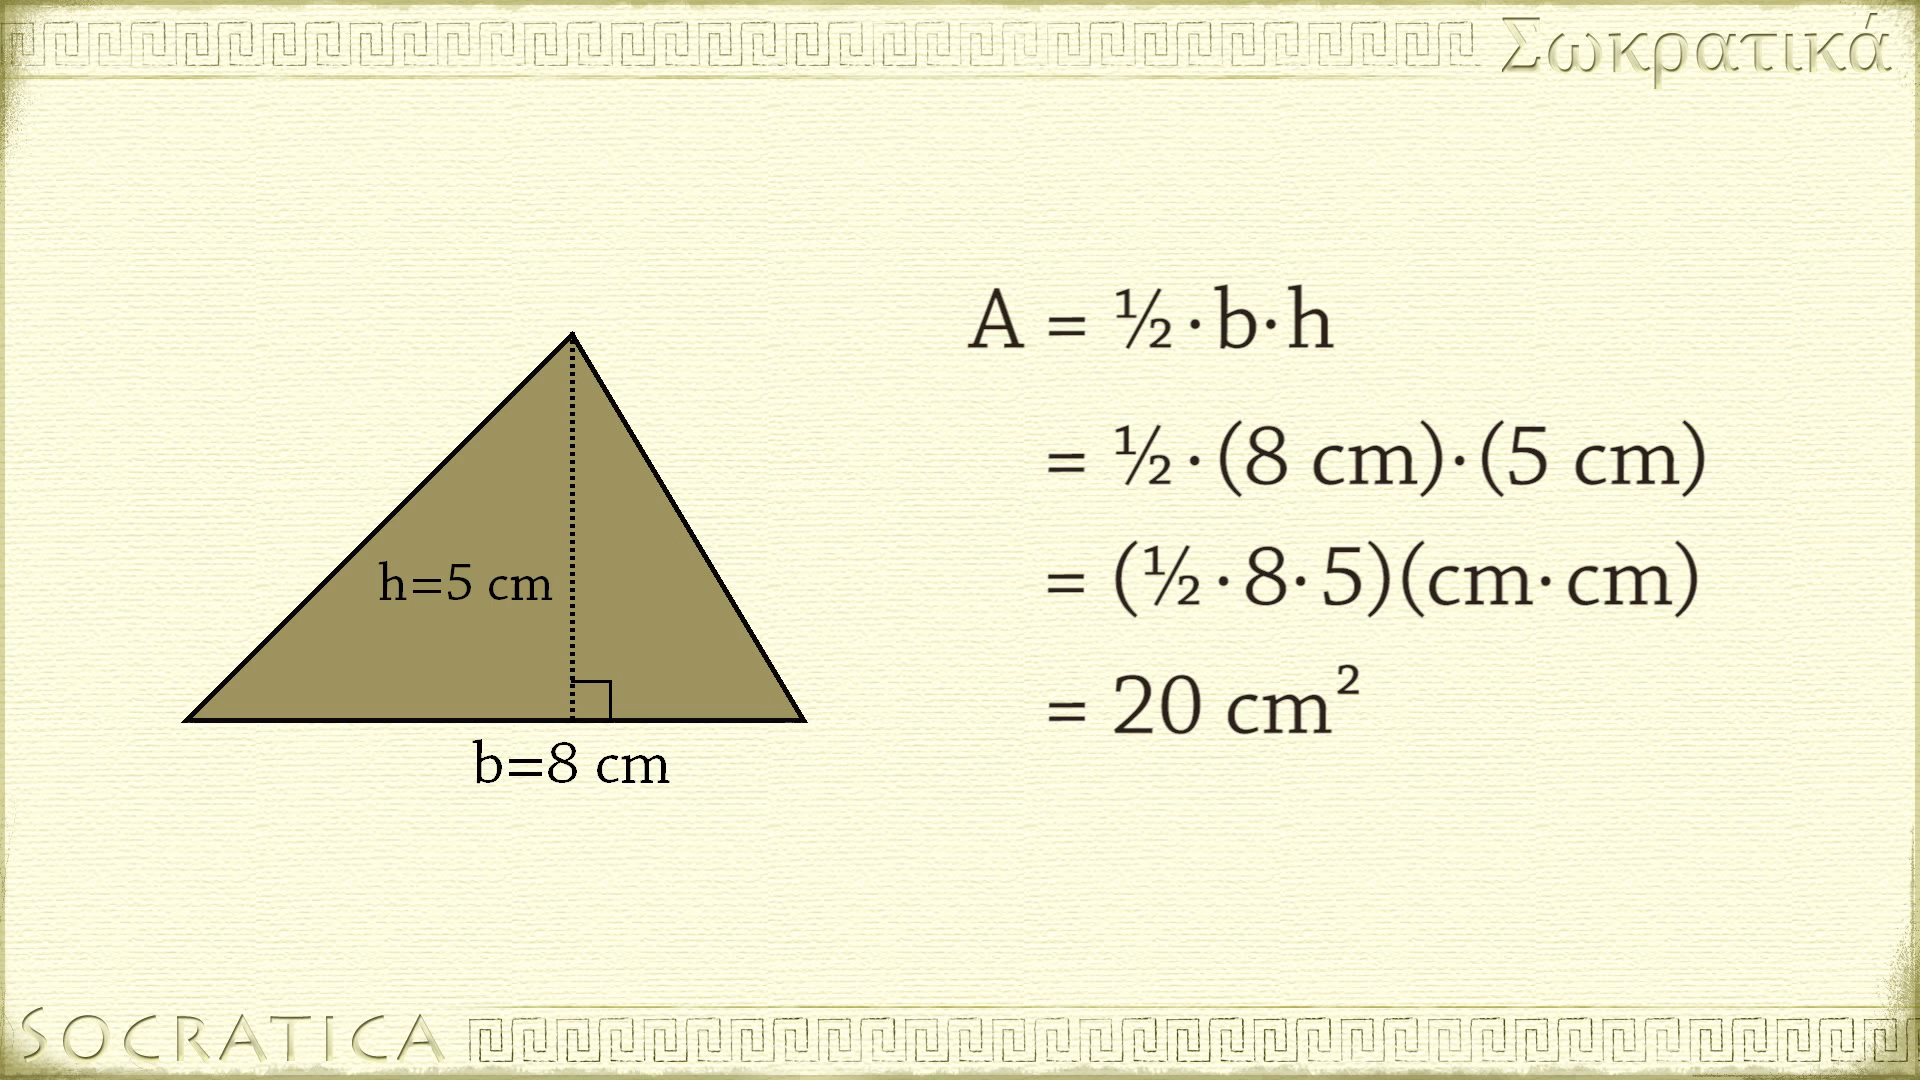 Σωκρατικά
A = ½·b·h
= ½·(8 cm)·(5 cm)
= (½·8·5)(cm·cm)
= 20 cm²
h=5 cm
b=8 cm
SOCRATICA